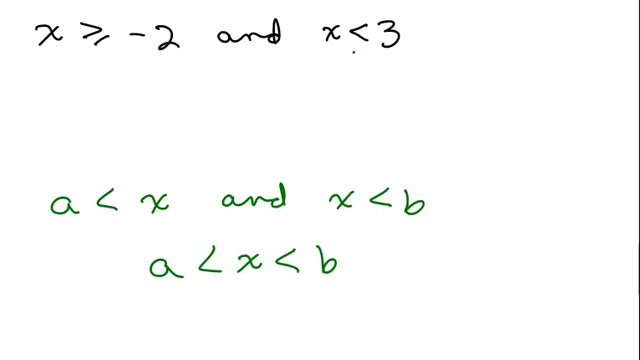 x ⩾ -2 and x < 3
a < x and x < b
a < x < b